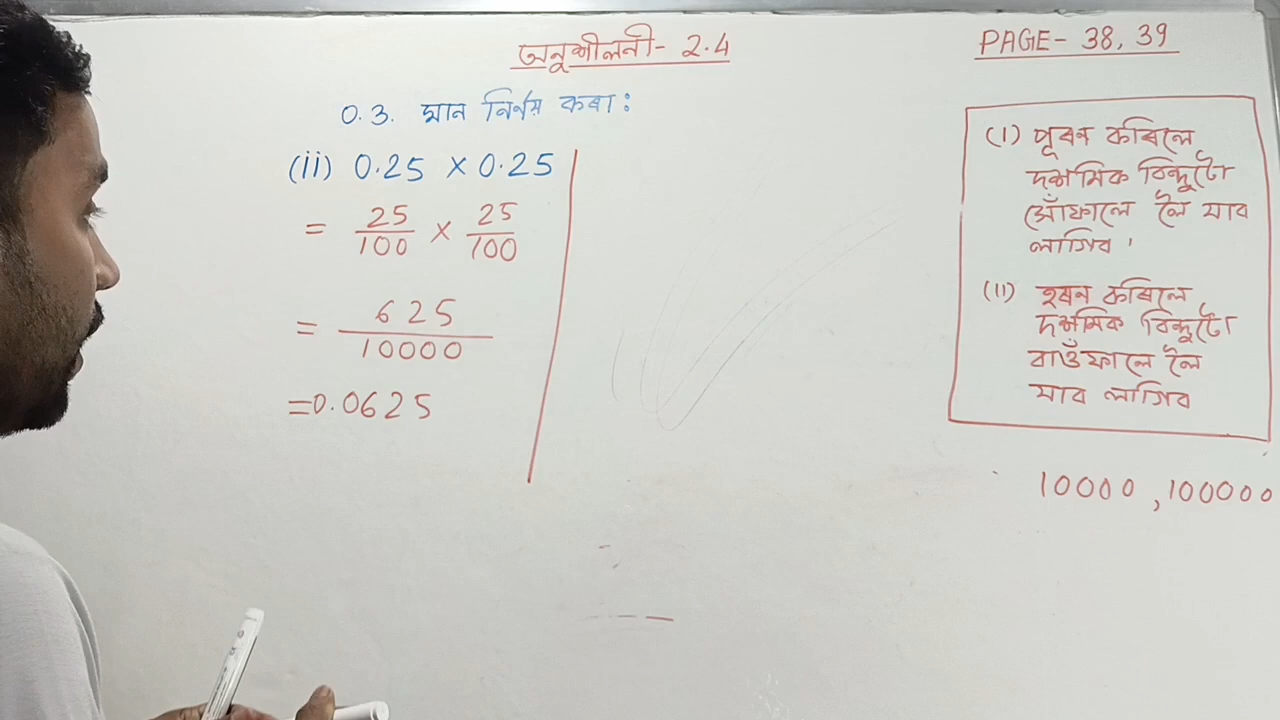 অনুশীলনী- 2.4
PAGE- 38, 39
0.3. মান নিৰ্ণয় কৰা:
(ii) 0.25 × 0.25
= 25/100 × 25/100
= 625/10000
=0.0625
(I) পূৰণ কৰিলে
দশমিক বিন্দুটো
সোঁফালে লৈ যাব
লাগিব ৷
(II) হৰণ কৰিলে
দশমিক বিন্দুটো
বাওঁফালে লৈ
যাব লাগিব
10000, 100000